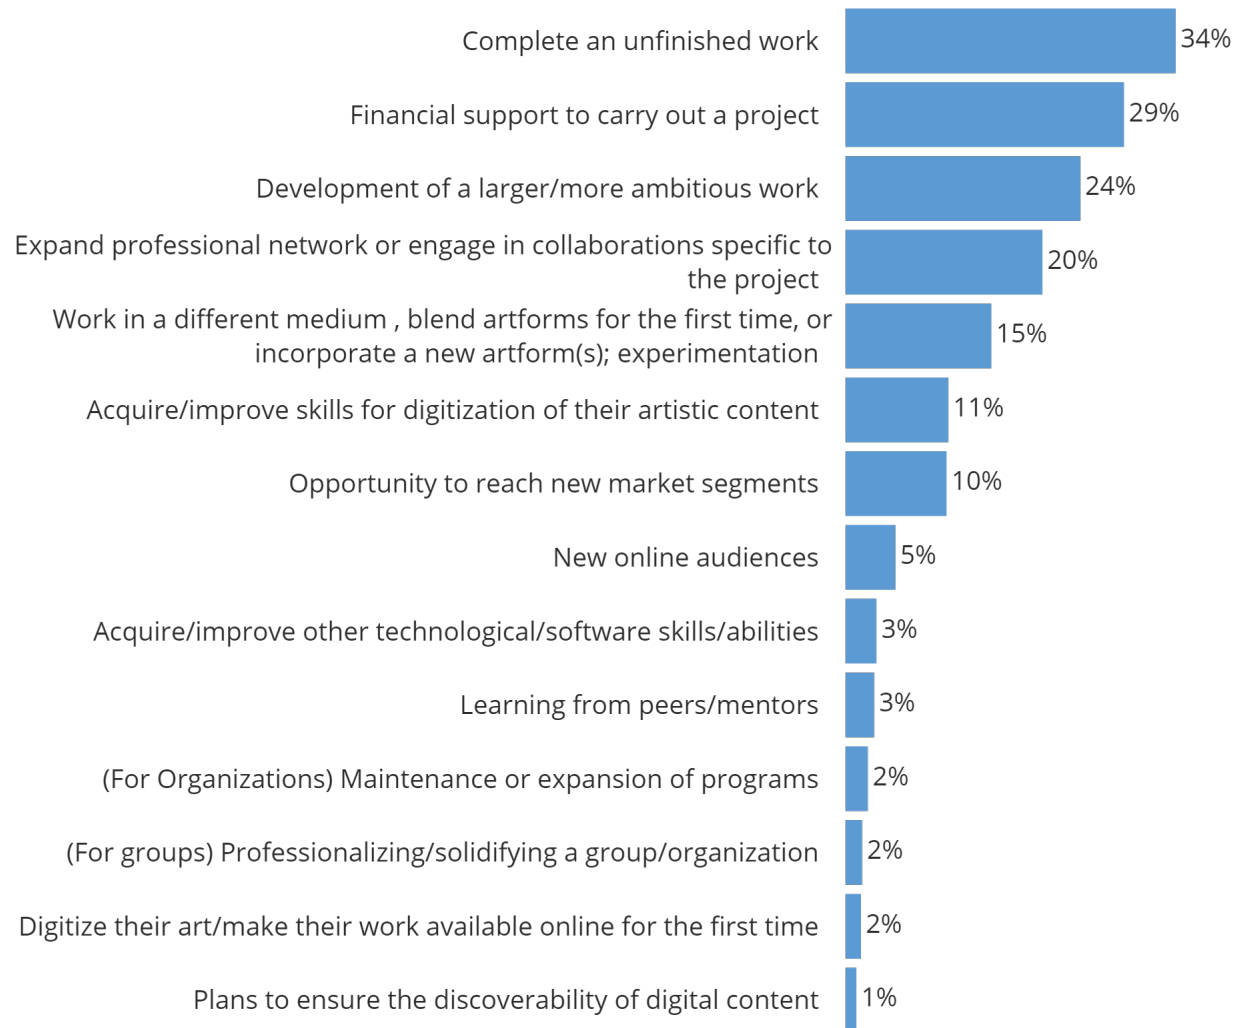 Complete an unfinished work 34%
Financial support to carry out a project 29%
Development of a larger/more ambitious work 24%
Expand professional network or engage in collaborations specific to
the project 20%
Work in a different medium , blend artforms for the first time, or
incorporate a new artform(s); experimentation 15%
Acquire/improve skills for digitization of their artistic content 11%
Opportunity to reach new market segments 10%
New online audiences 5%
Acquire/improve other technological/software skills/abilities 3%
Learning from peers/mentors 3%
(For Organizations) Maintenance or expansion of programs 2%
(For groups) Professionalizing/solidifying a group/organization 2%
Digitize their art/make their work available online for the first time 2%
Plans to ensure the discoverability of digital content 1%